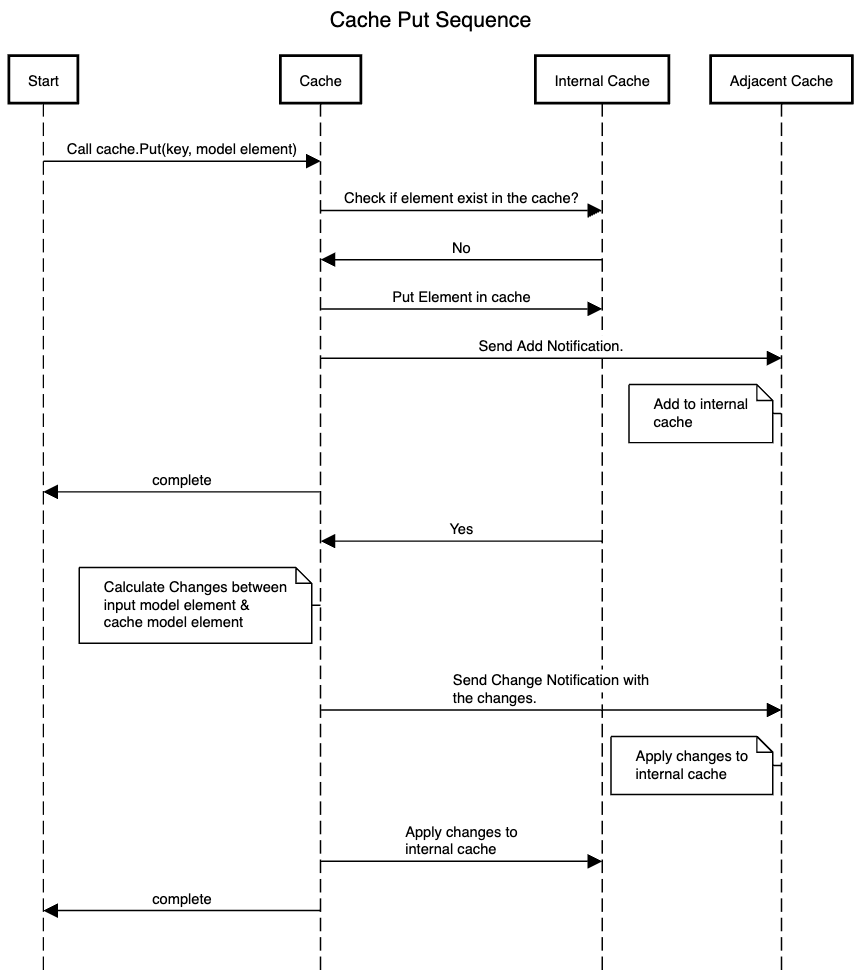 Cache Put Sequence
Start
Cache
Internal Cache
Adjacent Cache
Call cache.Put(key, model element)
Check if element exist in the cache?
No
Put Element in cache
Send Add Notification.
Add to internal
cache
complete
Yes
Calculate Changes between
input model element &
cache model element
Send Change Notification with
the changes.
Apply changes to
internal cache
Apply changes to
internal cache
complete